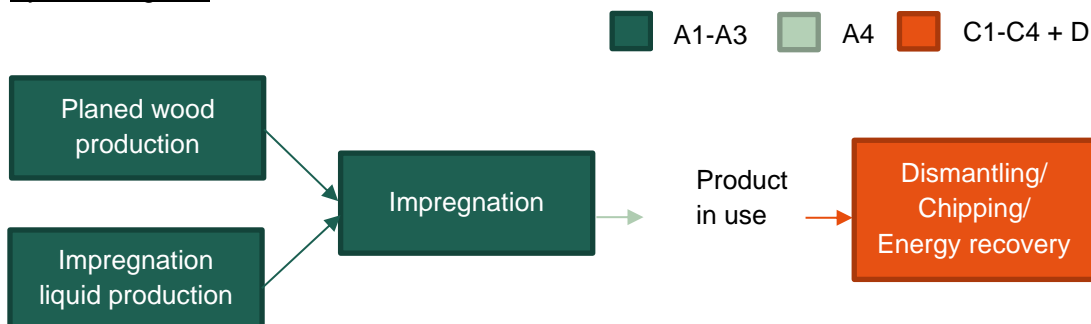 A1-A3
A4
C1-C4 + D
Planed wood
production
Impregnation
liquid production
Impregnation
Product
in use
Dismantling/
Chipping/
Energy recovery